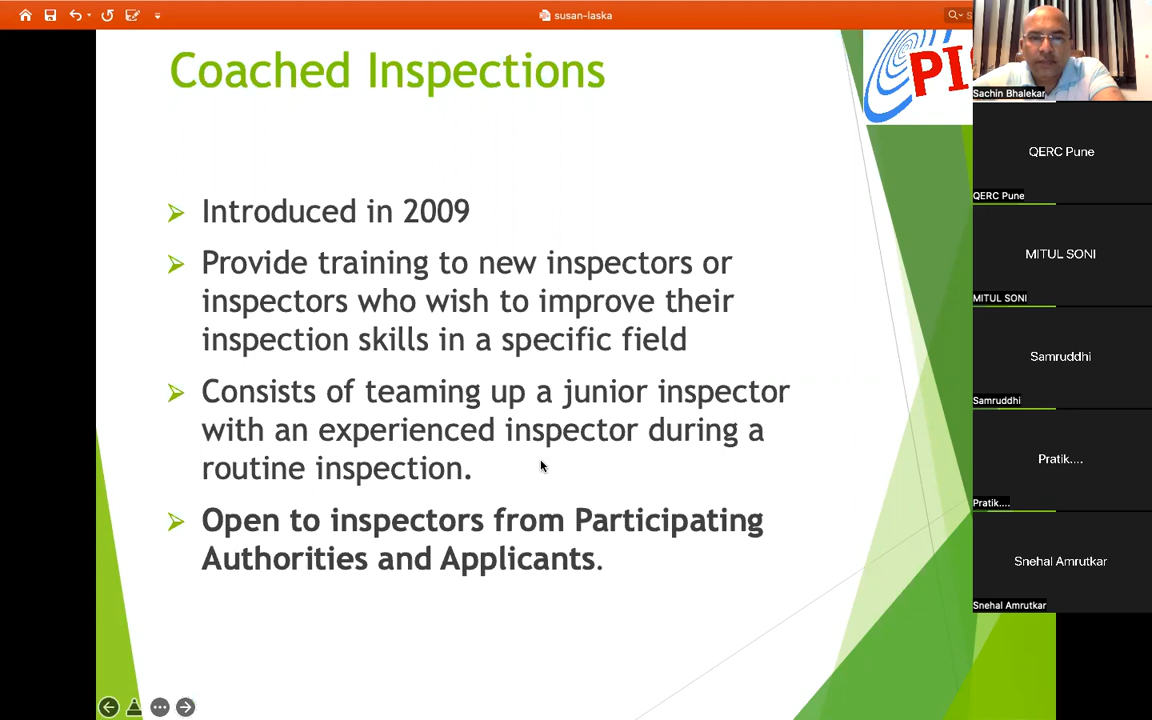 susan-iaska
Coached Inspections
PI
Introduced in 2009
Provide training to new inspectors or
inspectors who wish to improve their
inspection skills in a specific field
Consists of teaming up a junior inspector
with an experienced inspector during a
routine inspection.
Open to inspectors from Participating
Authorities and Applicants.
Sachin Bhalekar
QERC Pune
QERC Pune
MITUL SONI
MITUL SONI
Samruddhi
Samruddhi
Pratik....
Pratik....
Snehal Amrutkar
Snehal Amrutkar